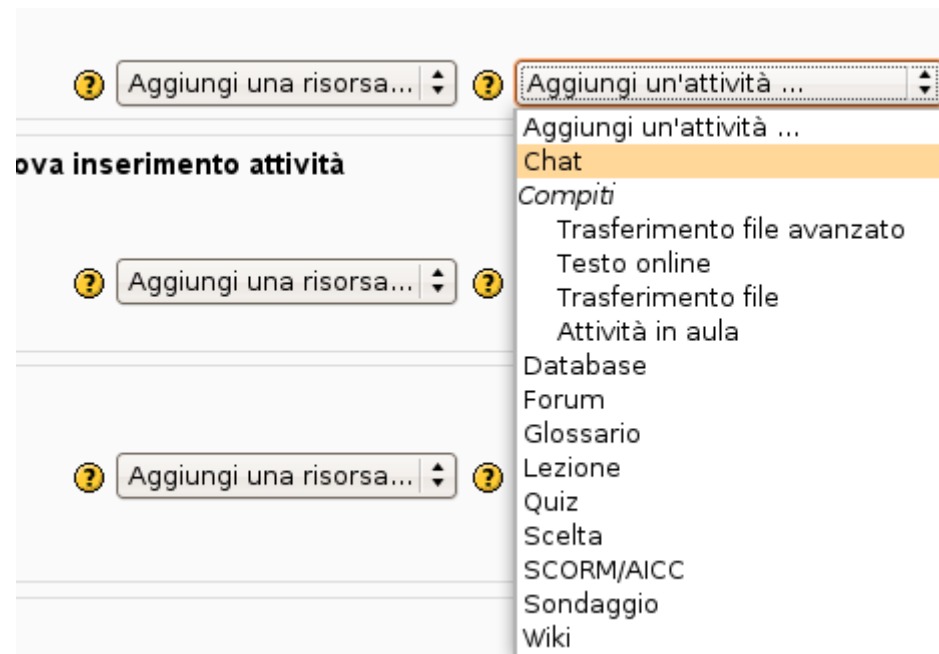 Aggiungi una risorsa... Aggiungi un'attività ...
Aggiungi un'attività ...
ova inserimento attività
Chat
Compiti
Trasferimento file avanzato
Testo online
Aggiungi una risorsa...
Trasferimento file
Attività in aula
Database
Forum
Glossario
Lezione
Aggiungi una risorsa...
Quiz
Scelta
SCORM/AICC
Sondaggio
Wiki